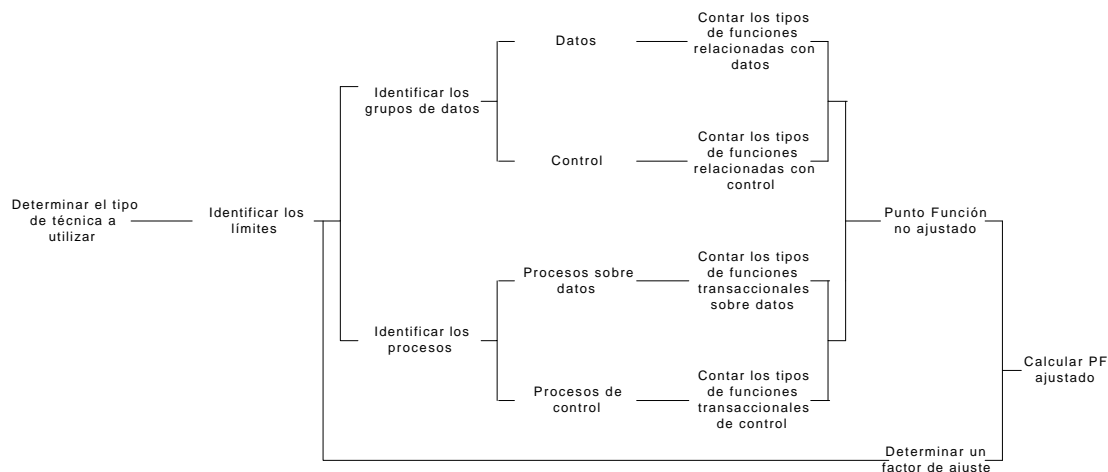 Determinar el tipo
de técnica a
utilizar
Identificar los
límites
Identificar los
grupos de datos
Datos
Contar los tipos
de funciones
relacionadas con
datos
Control
Contar los tipos
de funciones
relacionadas con
control
Identificar los
procesos
Procesos sobre
datos
Contar los tipos
de funciones
transaccionales
sobre datos
Procesos de
control
Contar los tipos
de funciones
transaccionales
de control
Punto Función
no ajustado
Determinar un
factor de ajuste
Calcular PF
ajustado